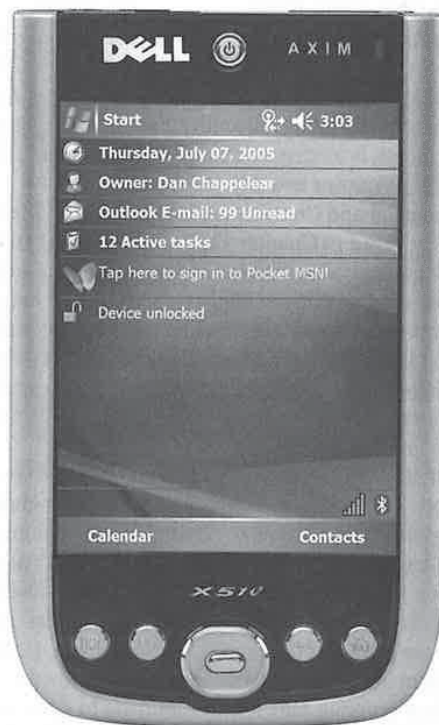 DELL AXIM
Start 3:03
Thursday, July 07, 2005
Owner: Dan Chappelear
Outlook E-mail: 99 Unread
12 Active tasks
Tap here to sign in to Pocket MSN!
Device unlocked
Calendar Contacts